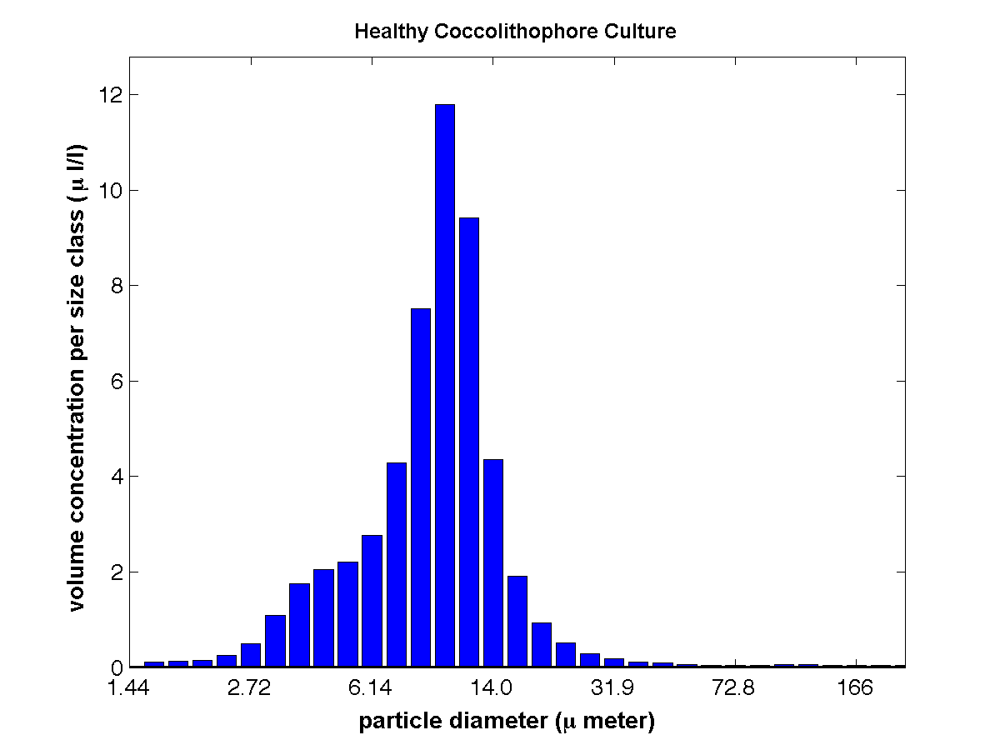 Healthy Coccolithophore Culture
12
10
8
6
4
2
0
volume concentration per size class ( μ l/l)
1.44 2.72 6.14 14.0 31.9 72.8 166
particle diameter (μ meter)